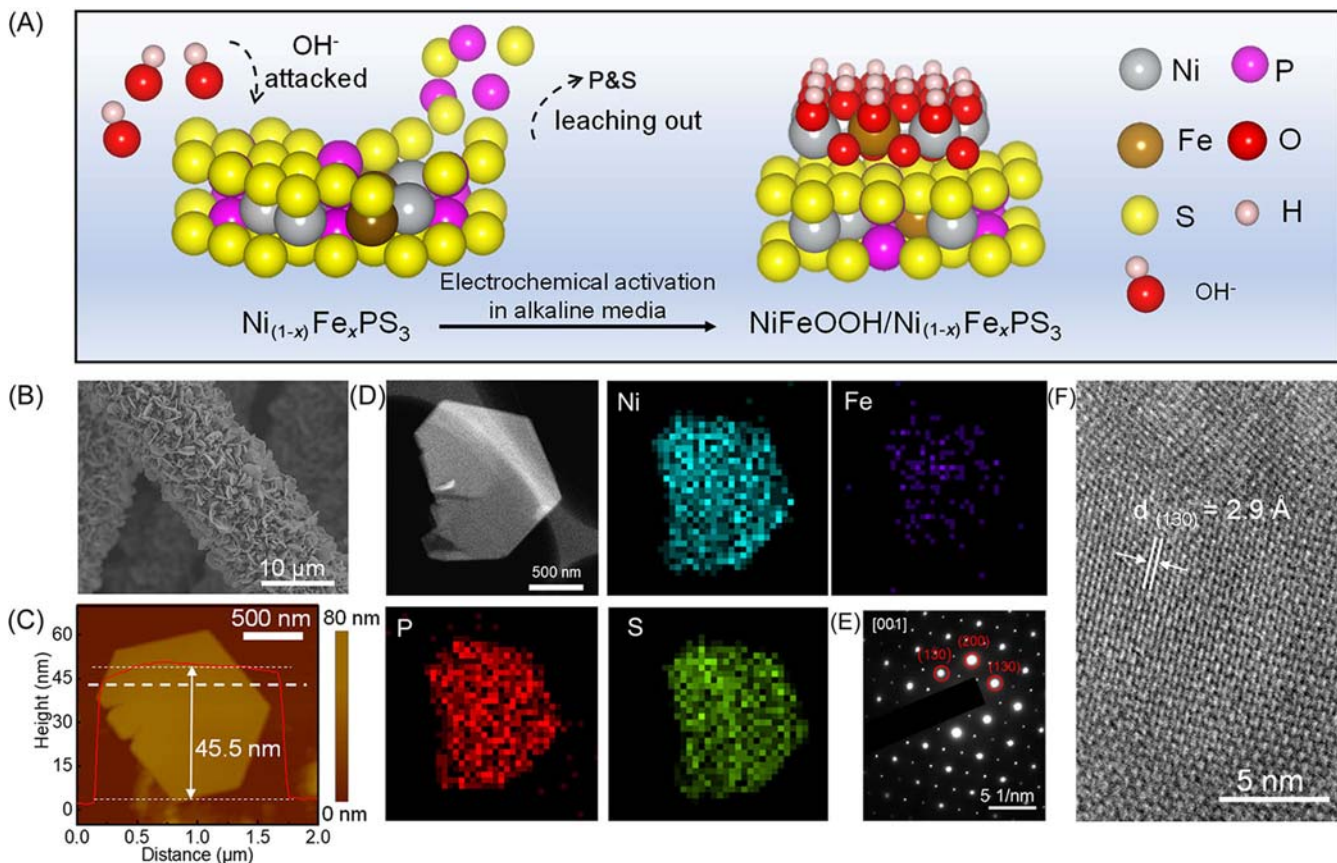 (A)
OH-
attacked
P&S
leaching out
Ni(1-x)FexPS3
Electrochemical activation
in alkaline media
NiFeOOH/Ni(1-x)FexPS3
Ni
P
Fe
O
S
H
OH-
(B)
10 µm
(C)
500 nm
80 nm
0 nm
60
45
30
15
0
Height (nm)
45.5 nm
0.0 0.5 1.0 1.5 2.0
Distance (µm)
(D)
500 nm
Ni
Fe
P
S
(E)
[001]
(130)
(200)
(130)
5 1/nm
(F)
d (130) = 2.9 Å
5 nm